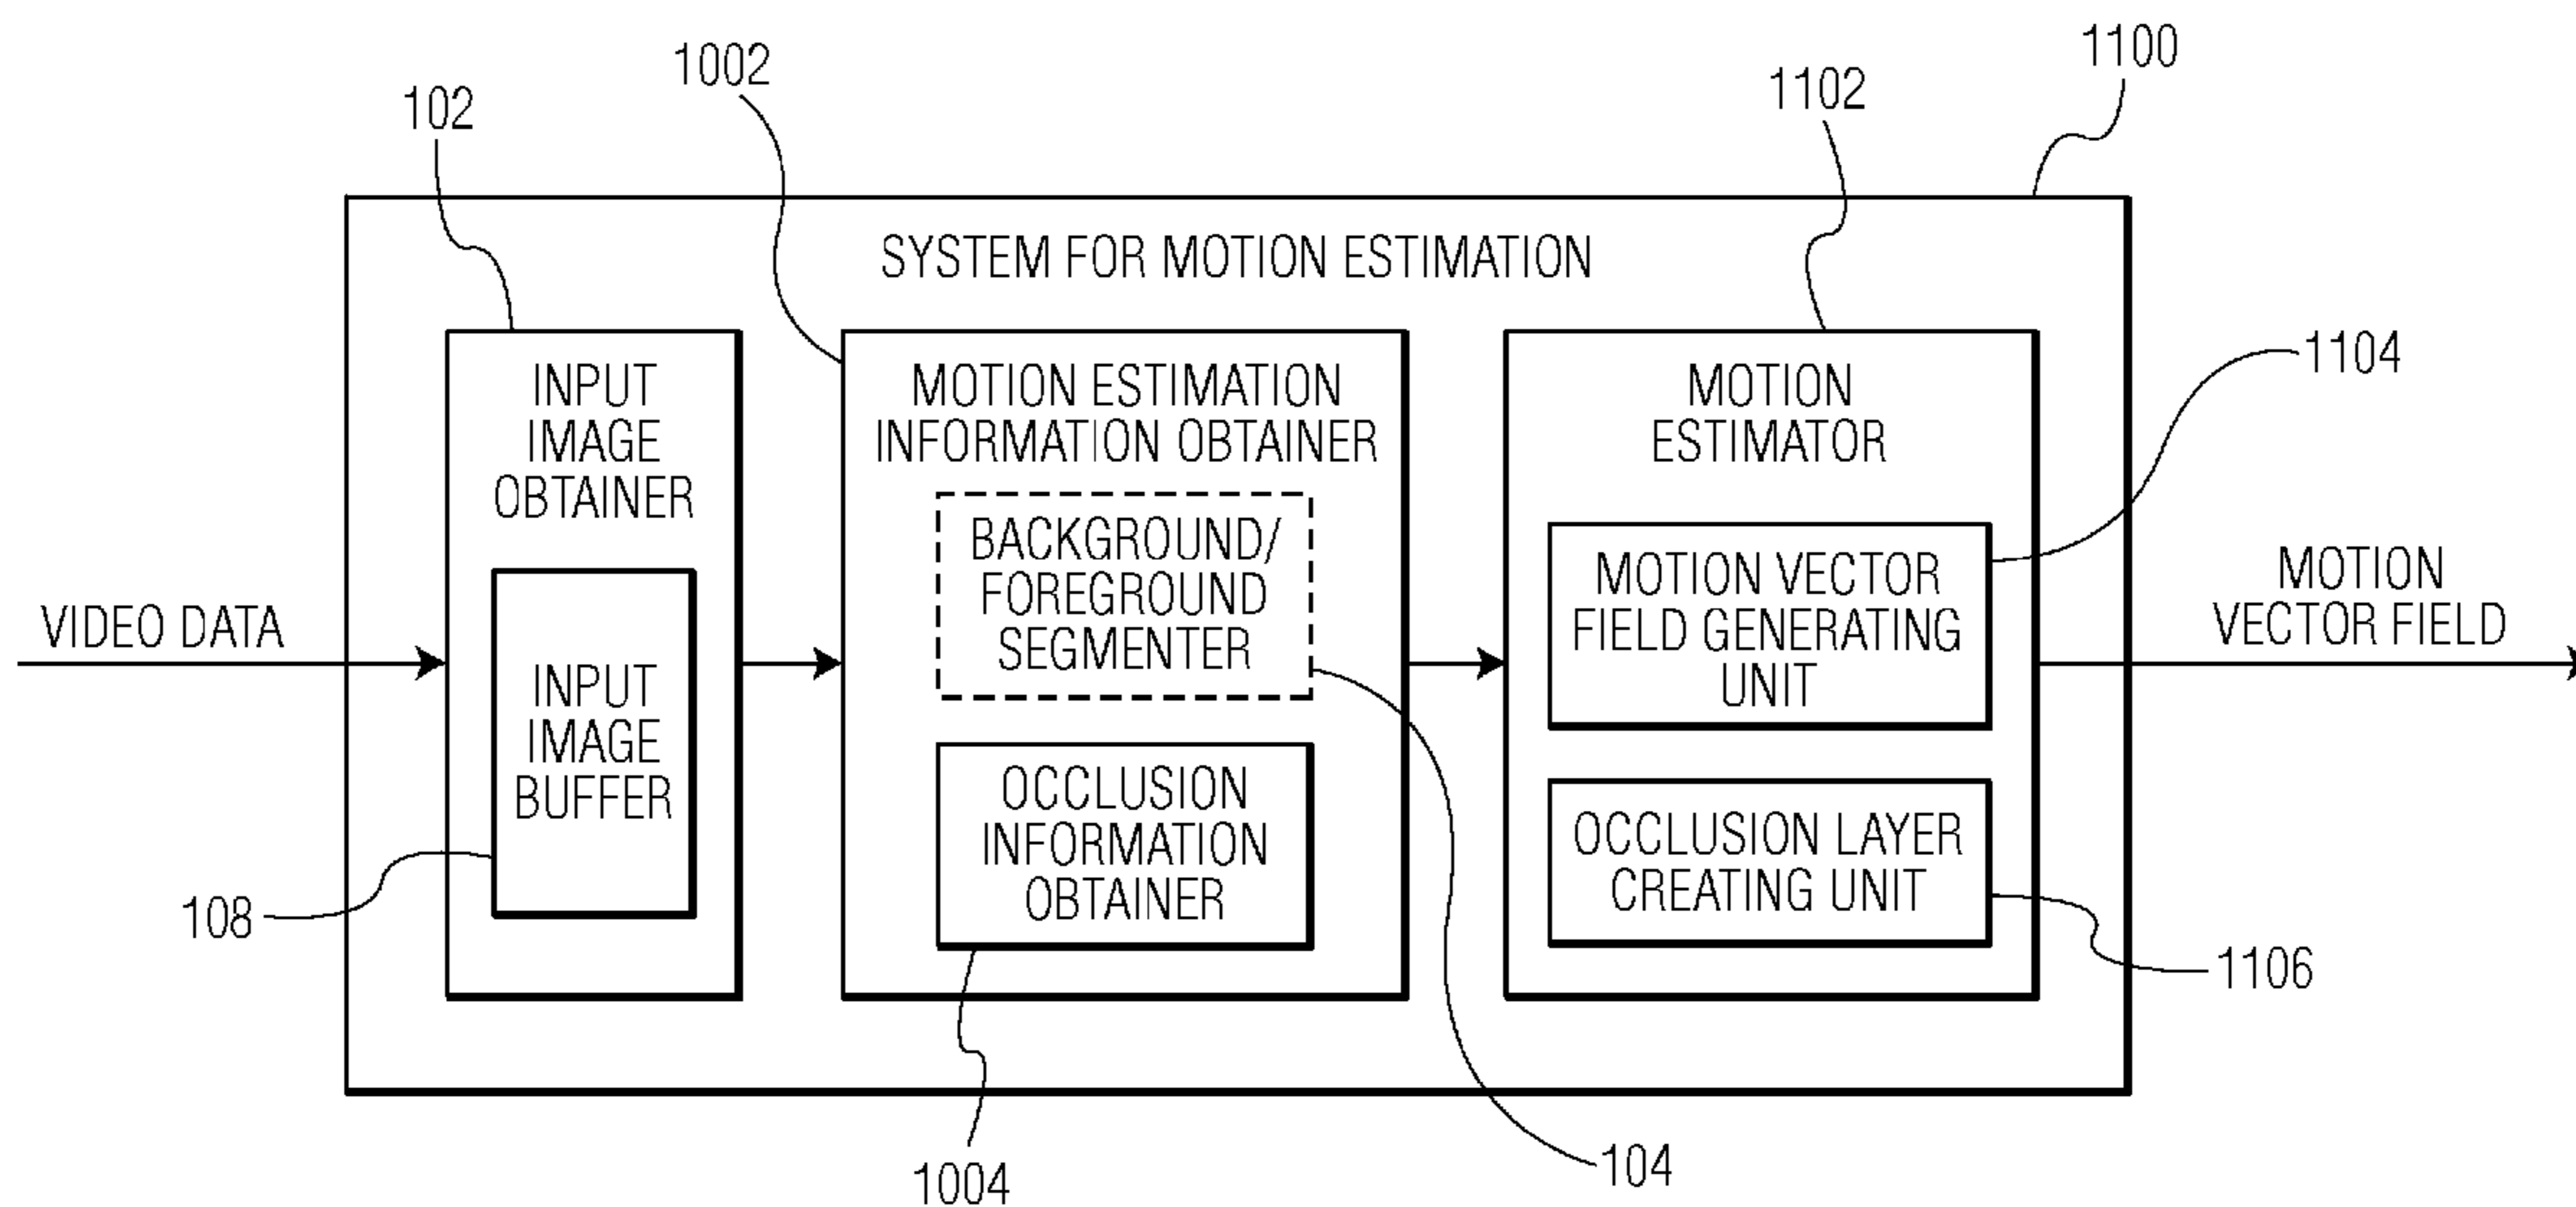 1100
1002
1102
102
SYSTEM FOR MOTION ESTIMATION
1104
INPUT
IMAGE
OBTAINER
MOTION ESTIMATION
INFORMATION OBTAINER
MOTION
ESTIMATOR
BACKGROUND/
FOREGROUND
SEGMENTER
MOTION VECTOR
FIELD GENERATING
UNIT
VIDEO DATA
MOTION
VECTOR FIELD
INPUT
IMAGE
BUFFER
OCCLUSION
INFORMATION
OBTAINER
OCCLUSION LAYER
CREATING UNIT
108
1106
1004
104